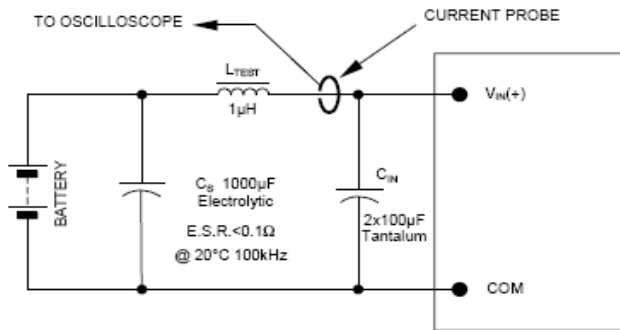 TO OSCILLOSCOPE
CURRENT PROBE
LTEST
1µH
VIN(+)
BATTERY
CS 1000µF
Electrolytic
E.S.R.<0.1Ω
@ 20°C 100kHz
CIN
2x100µF
Tantalum
COM